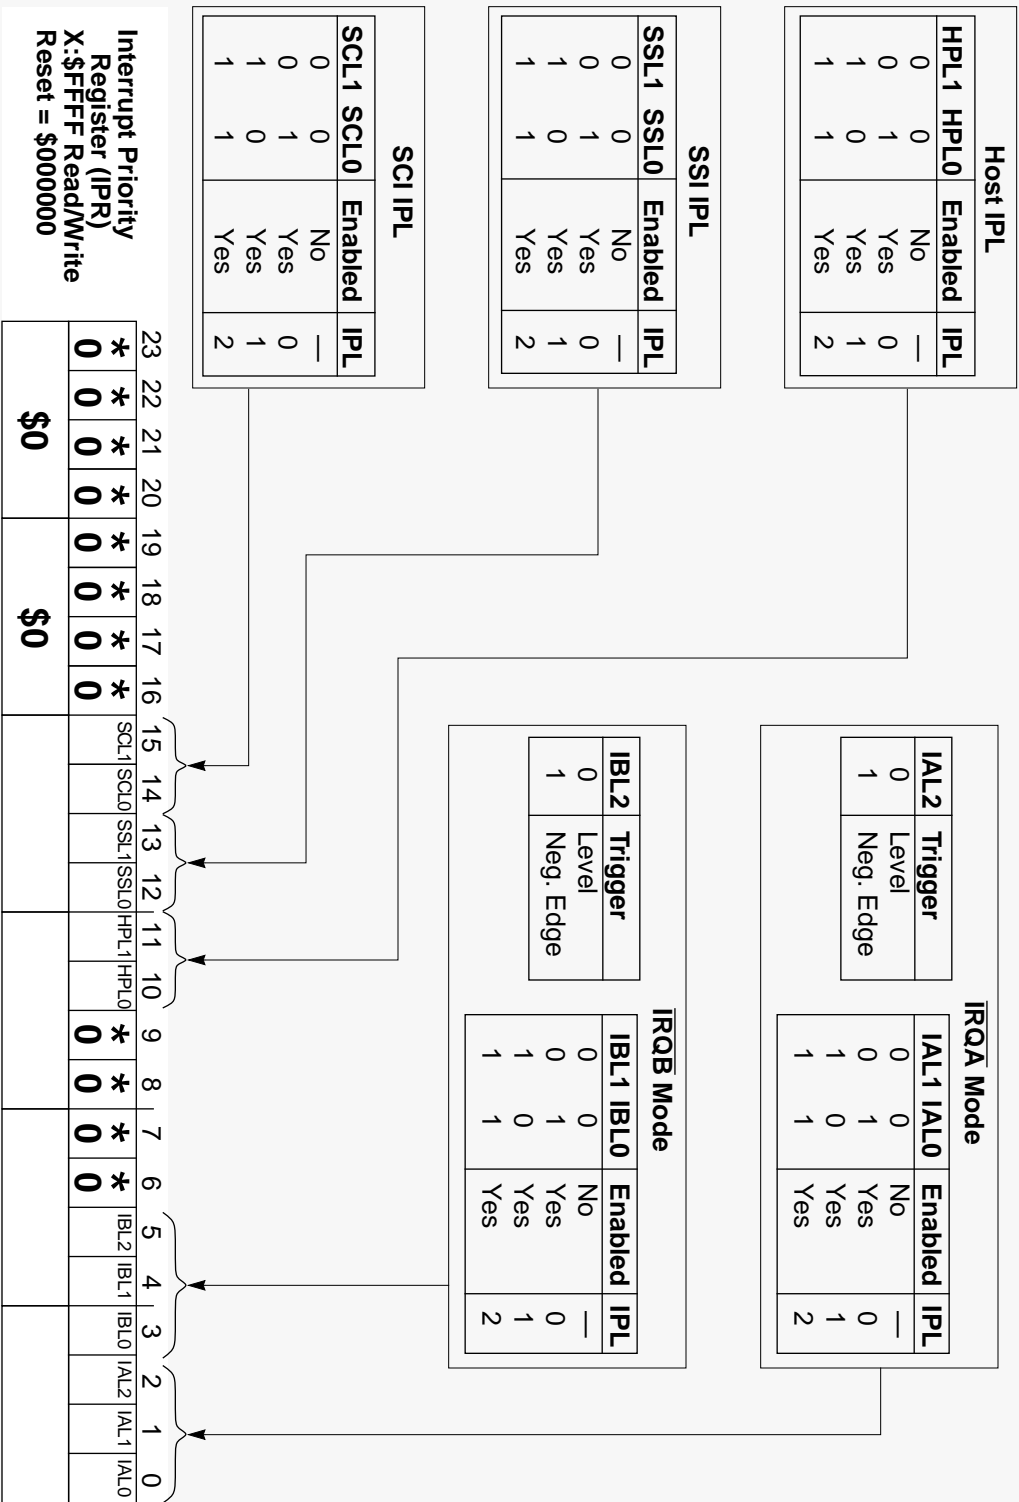 Host IPL
HPL1 HPL0 Enabled IPL
0 0 No —
0 1 Yes 0
1 0 Yes 1
1 1 Yes 2
SSI IPL
SSL1 SSL0 Enabled IPL
0 0 No —
0 1 Yes 0
1 0 Yes 1
1 1 Yes 2
SCI IPL
SCL1 SCL0 Enabled IPL
0 0 No —
0 1 Yes 0
1 0 Yes 1
1 1 Yes 2
IRQA Mode
IAL2 Trigger
0 Level
1 Neg. Edge
IAL1 IAL0 Enabled IPL
0 0 No —
0 1 Yes 0
1 0 Yes 1
1 1 Yes 2
IRQB Mode
IBL2 Trigger
0 Level
1 Neg. Edge
IBL1 IBL0 Enabled IPL
0 0 No —
0 1 Yes 0
1 0 Yes 1
1 1 Yes 2
Interrupt Priority
Register (IPR)
X:$FFFF Read/Write
Reset = $000000
23 22 21 20 19 18 17 16 15 14 13 12 11 10 9 8 7 6 5 4 3 2 1 0
* * * * * * * * SCL1 SCL0 SSL1 SSL0 HPL1 HPL0 * * * * IBL2 IBL1 IBL0 IAL2 IAL1 IAL0
0 0 0 0 0 0 0 0 0 0 0 0
$0 $0